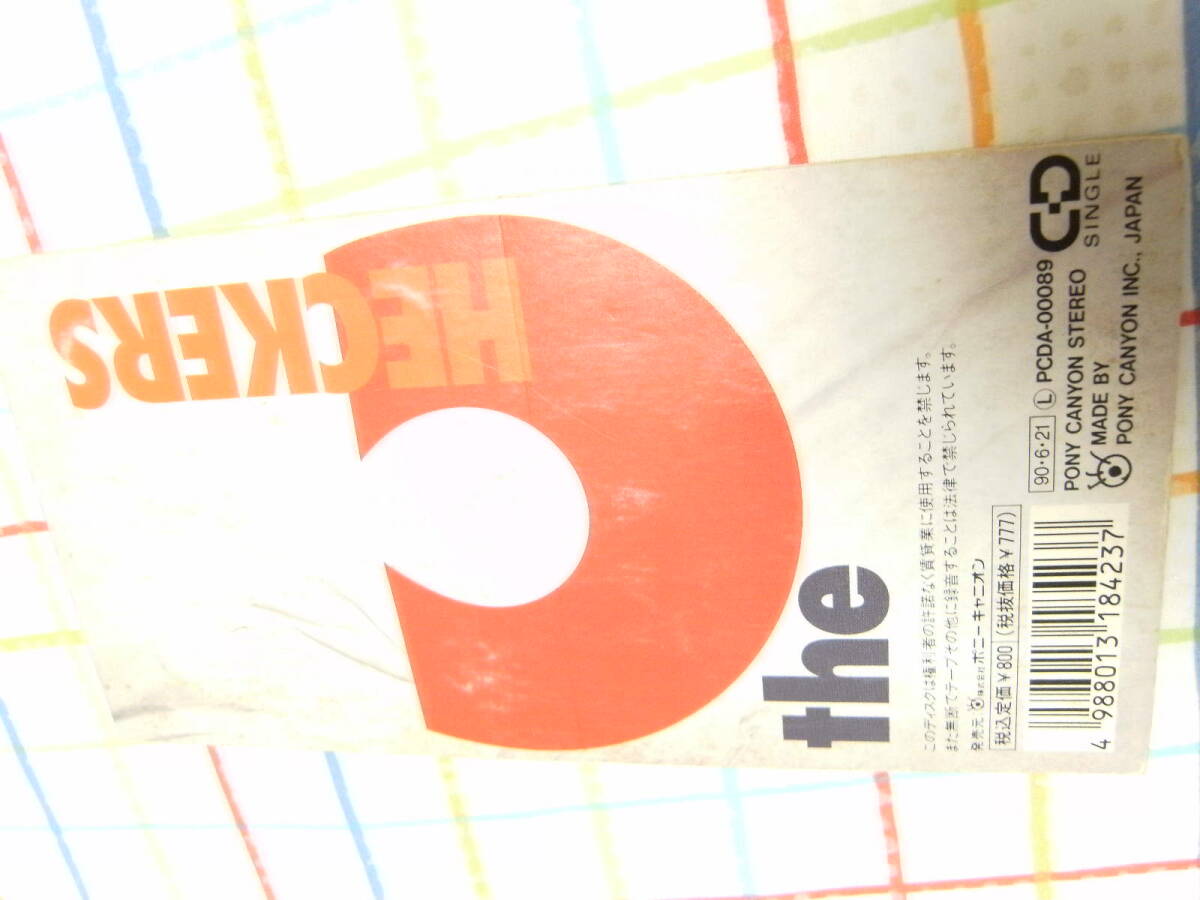 the
C
HECKERS
このディスクは権利者の許諾なく賃貸業に使用することを禁じます。
また無断でテープその他に録音することは法律で禁じられています。
発売元 株式会社ポニーキャニオン
税込定価¥800(税抜価格¥777)
4 988013 184237
90・6・21 Ⓛ PCDA-00089
PONY CANYON STEREO
MADE BY
PONY CANYON INC., JAPAN
CD
SINGLE